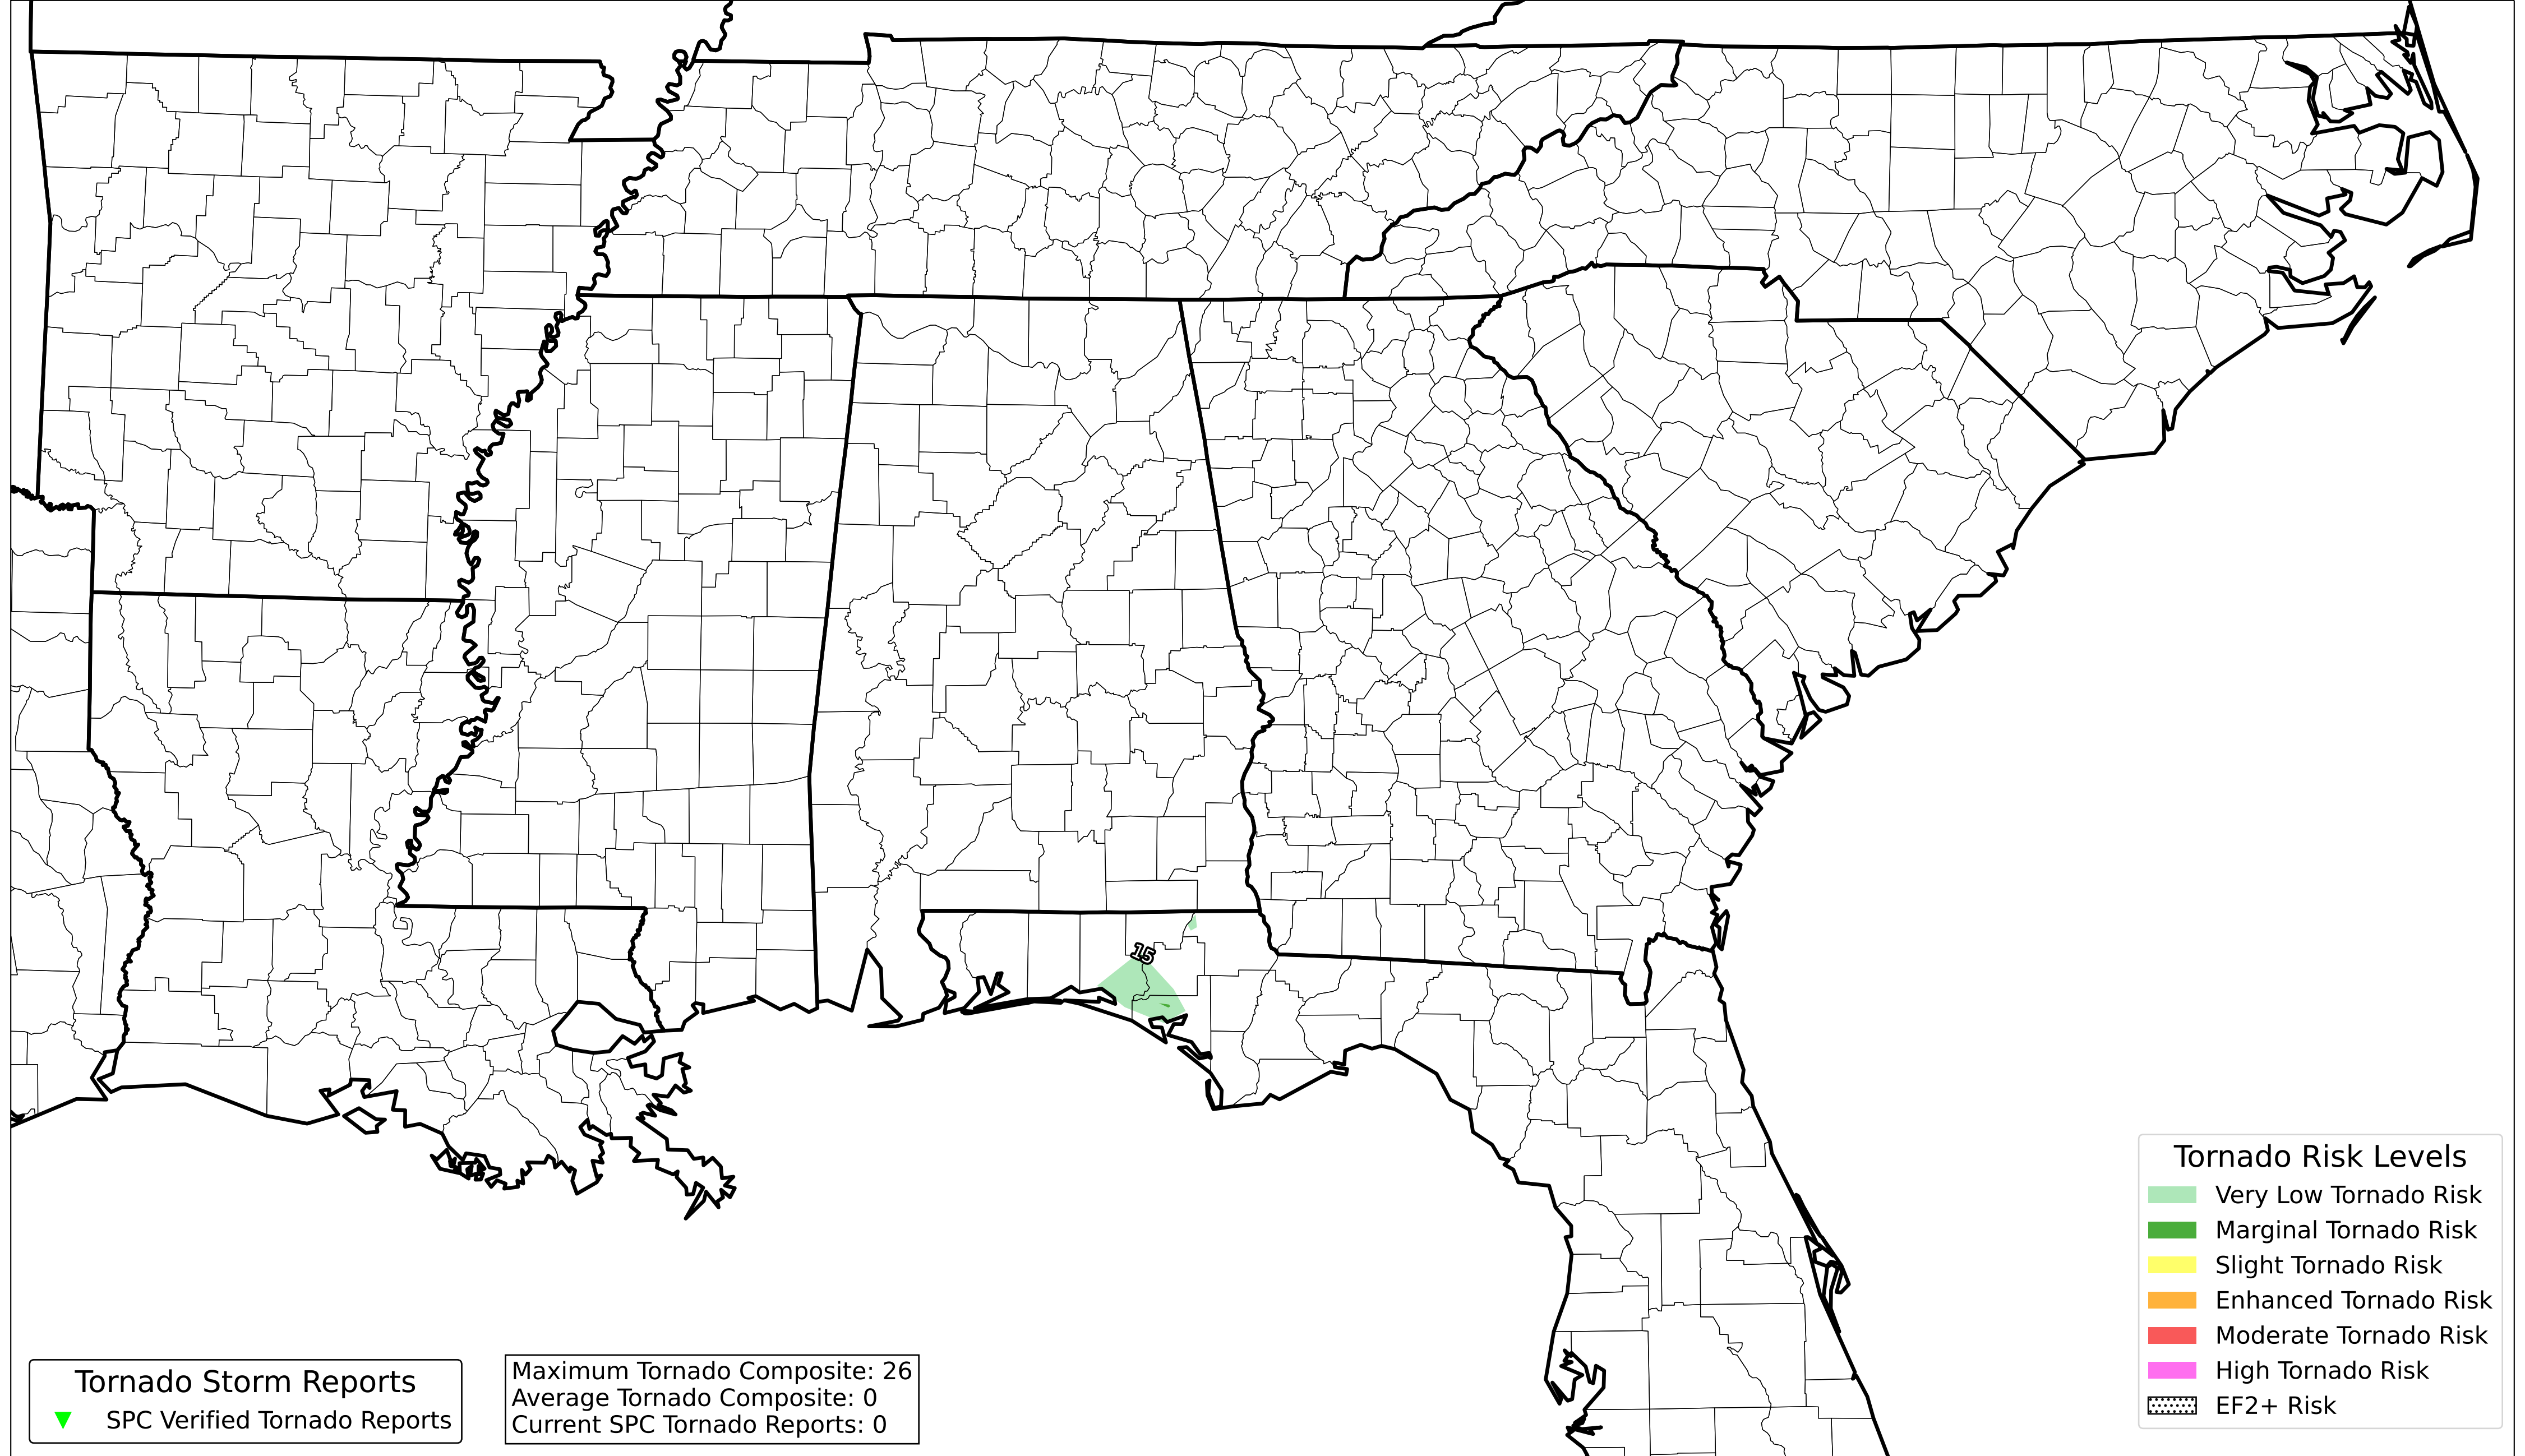 15
Tornado Storm Reports
SPC Verified Tornado Reports
Maximum Tornado Composite: 26
Average Tornado Composite: 0
Current SPC Tornado Reports: 0
Tornado Risk Levels
Very Low Tornado Risk
Marginal Tornado Risk
Slight Tornado Risk
Enhanced Tornado Risk
Moderate Tornado Risk
High Tornado Risk
EF2+ Risk